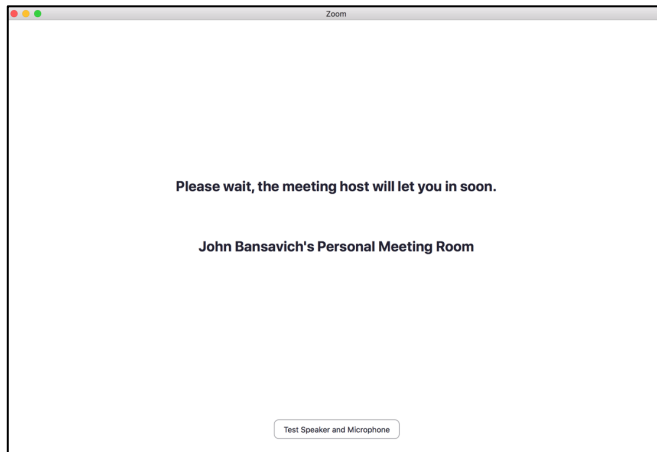 Zoom
Please wait, the meeting host will let you in soon.
John Bansavich's Personal Meeting Room
Test Speaker and Microphone